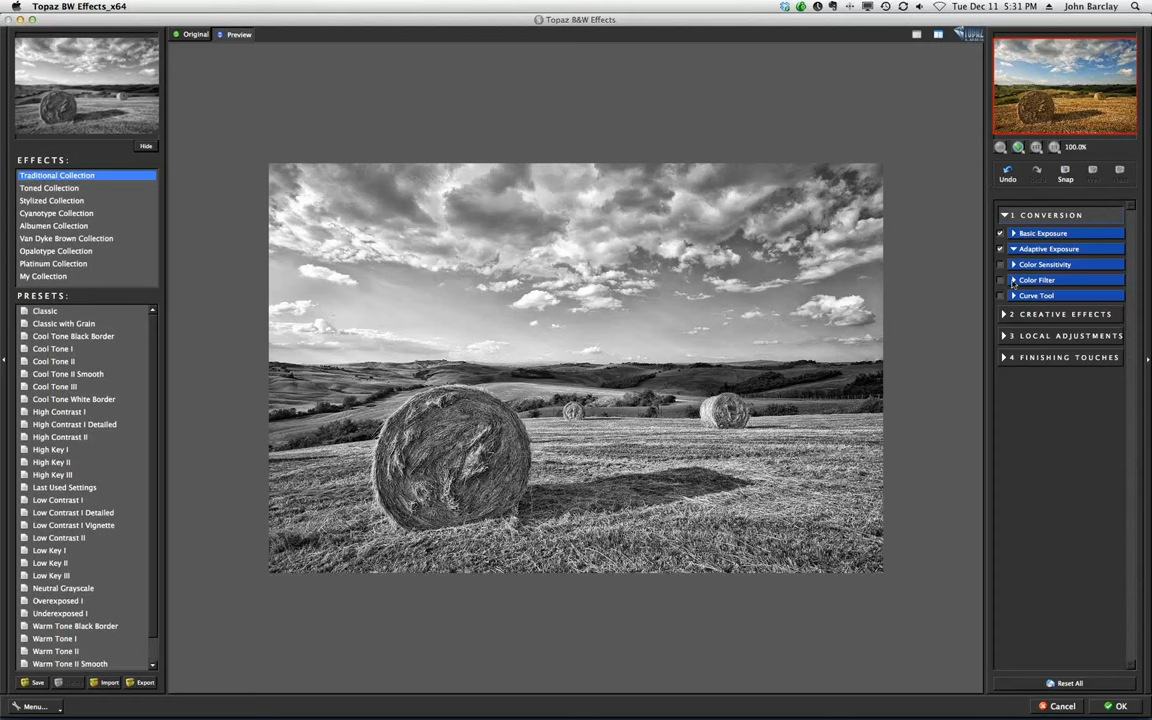 Topaz BW Effects_x64
Tue Dec 11 5:31 PM
John Barclay
Topaz B&W Effects
Original
Preview
TOPAZ
Hide
EFFECTS:
Traditional Collection
Toned Collection
Stylized Collection
Cyanotype Collection
Albumen Collection
Van Dyke Brown Collection
Opalotype Collection
Platinum Collection
My Collection
PRESETS:
Classic
Classic with Grain
Cool Tone Black Border
Cool Tone I
Cool Tone II
Cool Tone II Smooth
Cool Tone III
Cool Tone White Border
High Contrast I
High Contrast I Detailed
High Contrast II
High Key I
High Key II
High Key III
Last Used Settings
Low Contrast I
Low Contrast I Detailed
Low Contrast I Vignette
Low Contrast II
Low Key I
Low Key II
Low Key III
Neutral Grayscale
Overexposed I
Underexposed I
Warm Tone Black Border
Warm Tone I
Warm Tone II
Warm Tone II Smooth
Save
Import
Export
Menu...
100.0%
Undo
Snap
1 CONVERSION
Basic Exposure
Adaptive Exposure
Color Sensitivity
Color Filter
Curve Tool
2 CREATIVE EFFECTS
3 LOCAL ADJUSTMENTS
4 FINISHING TOUCHES
Reset All
Cancel
OK